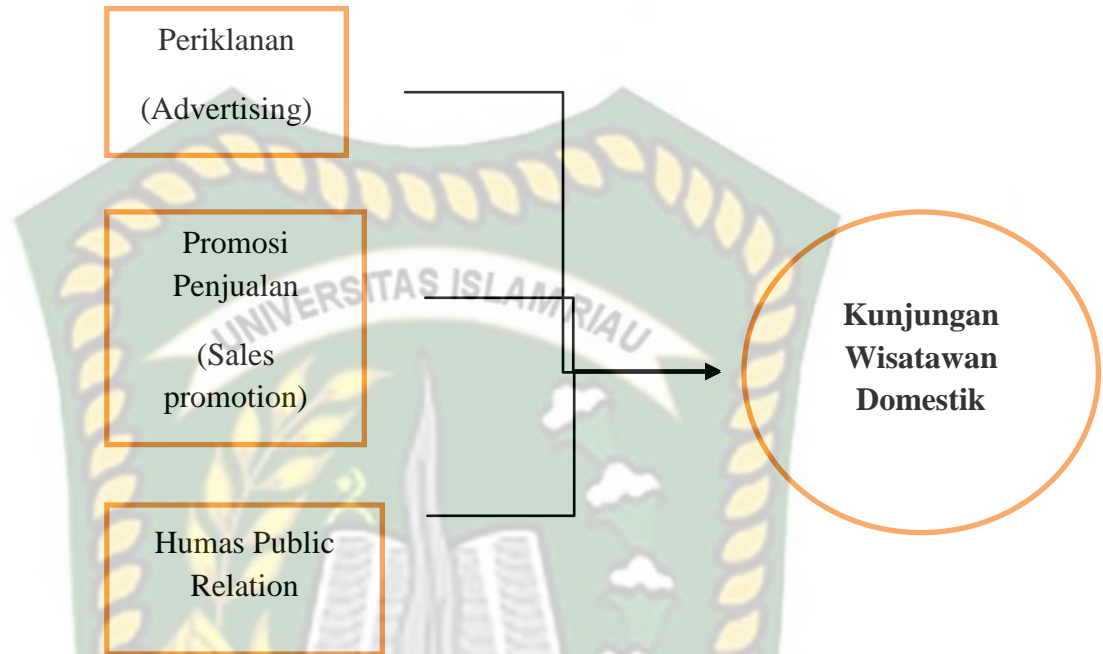 Periklanan
(Advertising)
Promosi
Penjualan
(Sales
promotion)
UNIVERSITAS ISLAM RIAU
Kunjungan
Wisatawan
Domestik
Humas Public
Relation